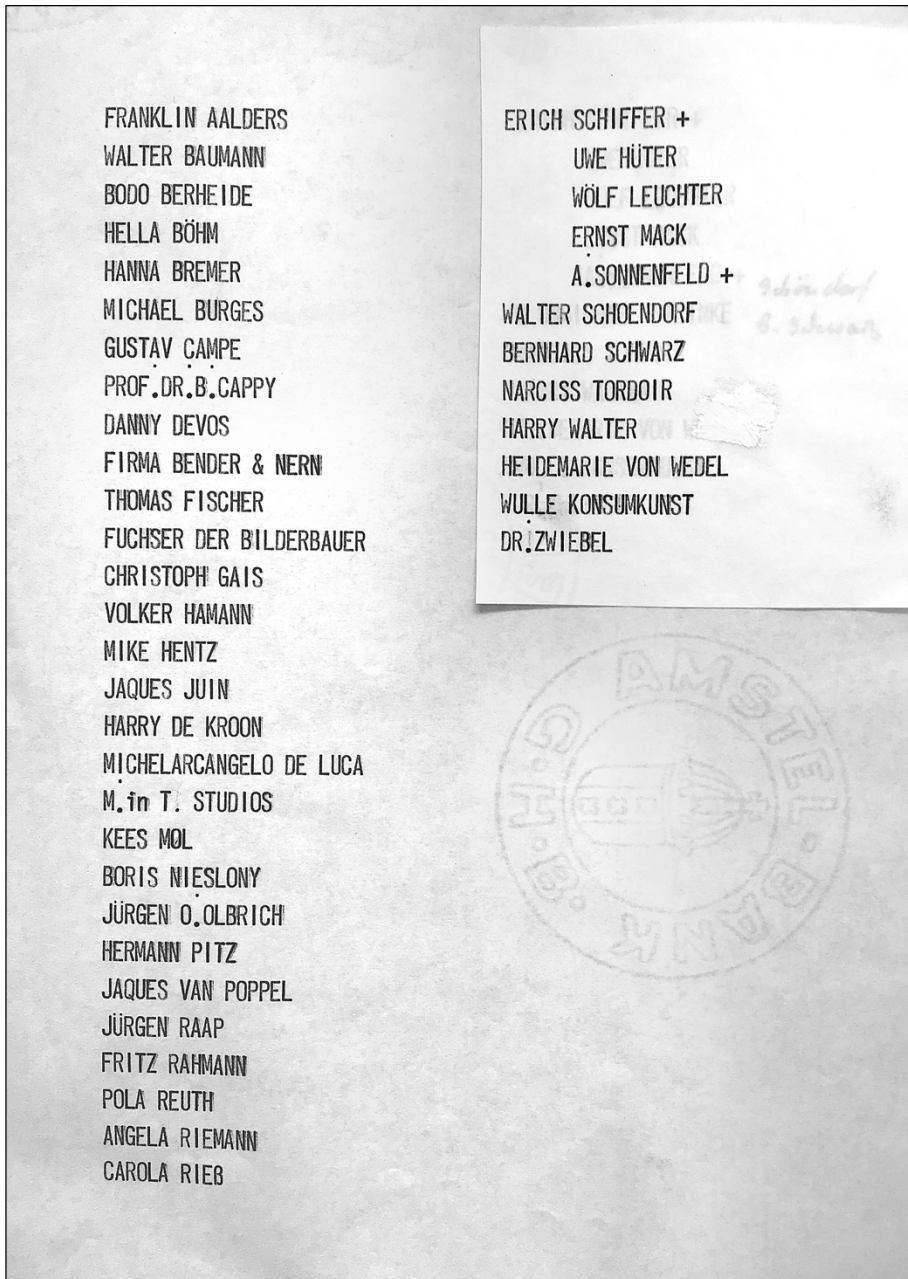 FRANKLIN AALDERS
WALTER BAUMANN
BODO BERHEIDE
HELLA BÖHM
HANNA BREMER
MICHAEL BURGES
GUSTAV CAMPE
PROF.DR.B.CAPPY
DANNY DEVOS
FIRMA BENDER & NERN
THOMAS FISCHER
FUCHSER DER BILDERBAUER
CHRISTOPH GAIS
VOLKER HAMANN
MIKE HENTZ
JAQUES JUIN
HARRY DE KROON
MICHELARCANGELO DE LUCA
M.in T. STUDIOS
KEES MOL
BORIS NIESLONY
JÜRGEN O.OLBRICH
HERMANN PITZ
JAQUES VAN POPPEL
JÜRGEN RAAP
FRITZ RAHMANN
POLA REUTH
ANGELA RIEMANN
CAROLA RIEß
ERICH SCHIFFER +
UWE HÜTER
WOLF LEUCHTER
ERNST MACK
A.SONNENFELD +
WALTER SCHOENDORF
BERNHARD SCHWARZ
NARCISS TORDOIR
HARRY WALTER
HEIDEMARIE VON WEDEL
WULLE KONSUMKUNST
DR.ZWIEBEL
Schöndorf
B. Schwarz
AMSTEL·BANK·B·H·C